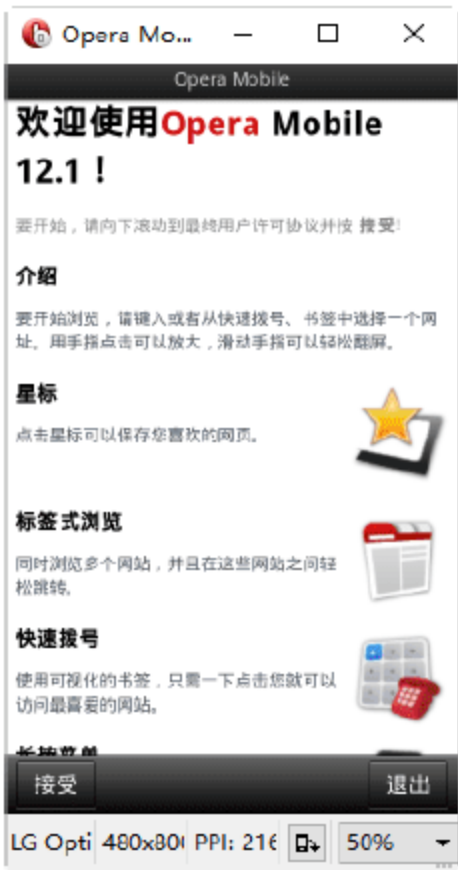 Opera Mo...
Opera Mobile
欢迎使用Opera Mobile
12.1！
要开始，请向下滚动到最终用户许可协议并按 接受!
介绍
要开始浏览，请键入或者从快速拨号、书签中选择一个网
址。用手指点击可以放大，滑动手指可以轻松翻屏。
星标
点击星标可以保存您喜欢的网页。
标签式浏览
同时浏览多个网站，并且在这些网站之间轻
松跳转。
快速拨号
使用可视化的书签，只需一下点击您就可以
访问最喜爱的网站。
长按菜单
接受 退出
LG Opti 480x80 PPI: 216 50%